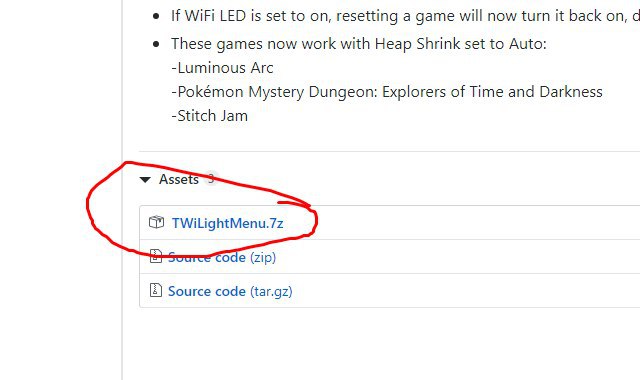 If WiFi LED is set to on, resetting a game will now turn it back on, d
These games now work with Heap Shrink set to Auto:
-Luminous Arc
-Pokémon Mystery Dungeon: Explorers of Time and Darkness
-Stitch Jam
Assets 3
TWiLightMenu.7z
Source code (zip)
Source code (tar.gz)